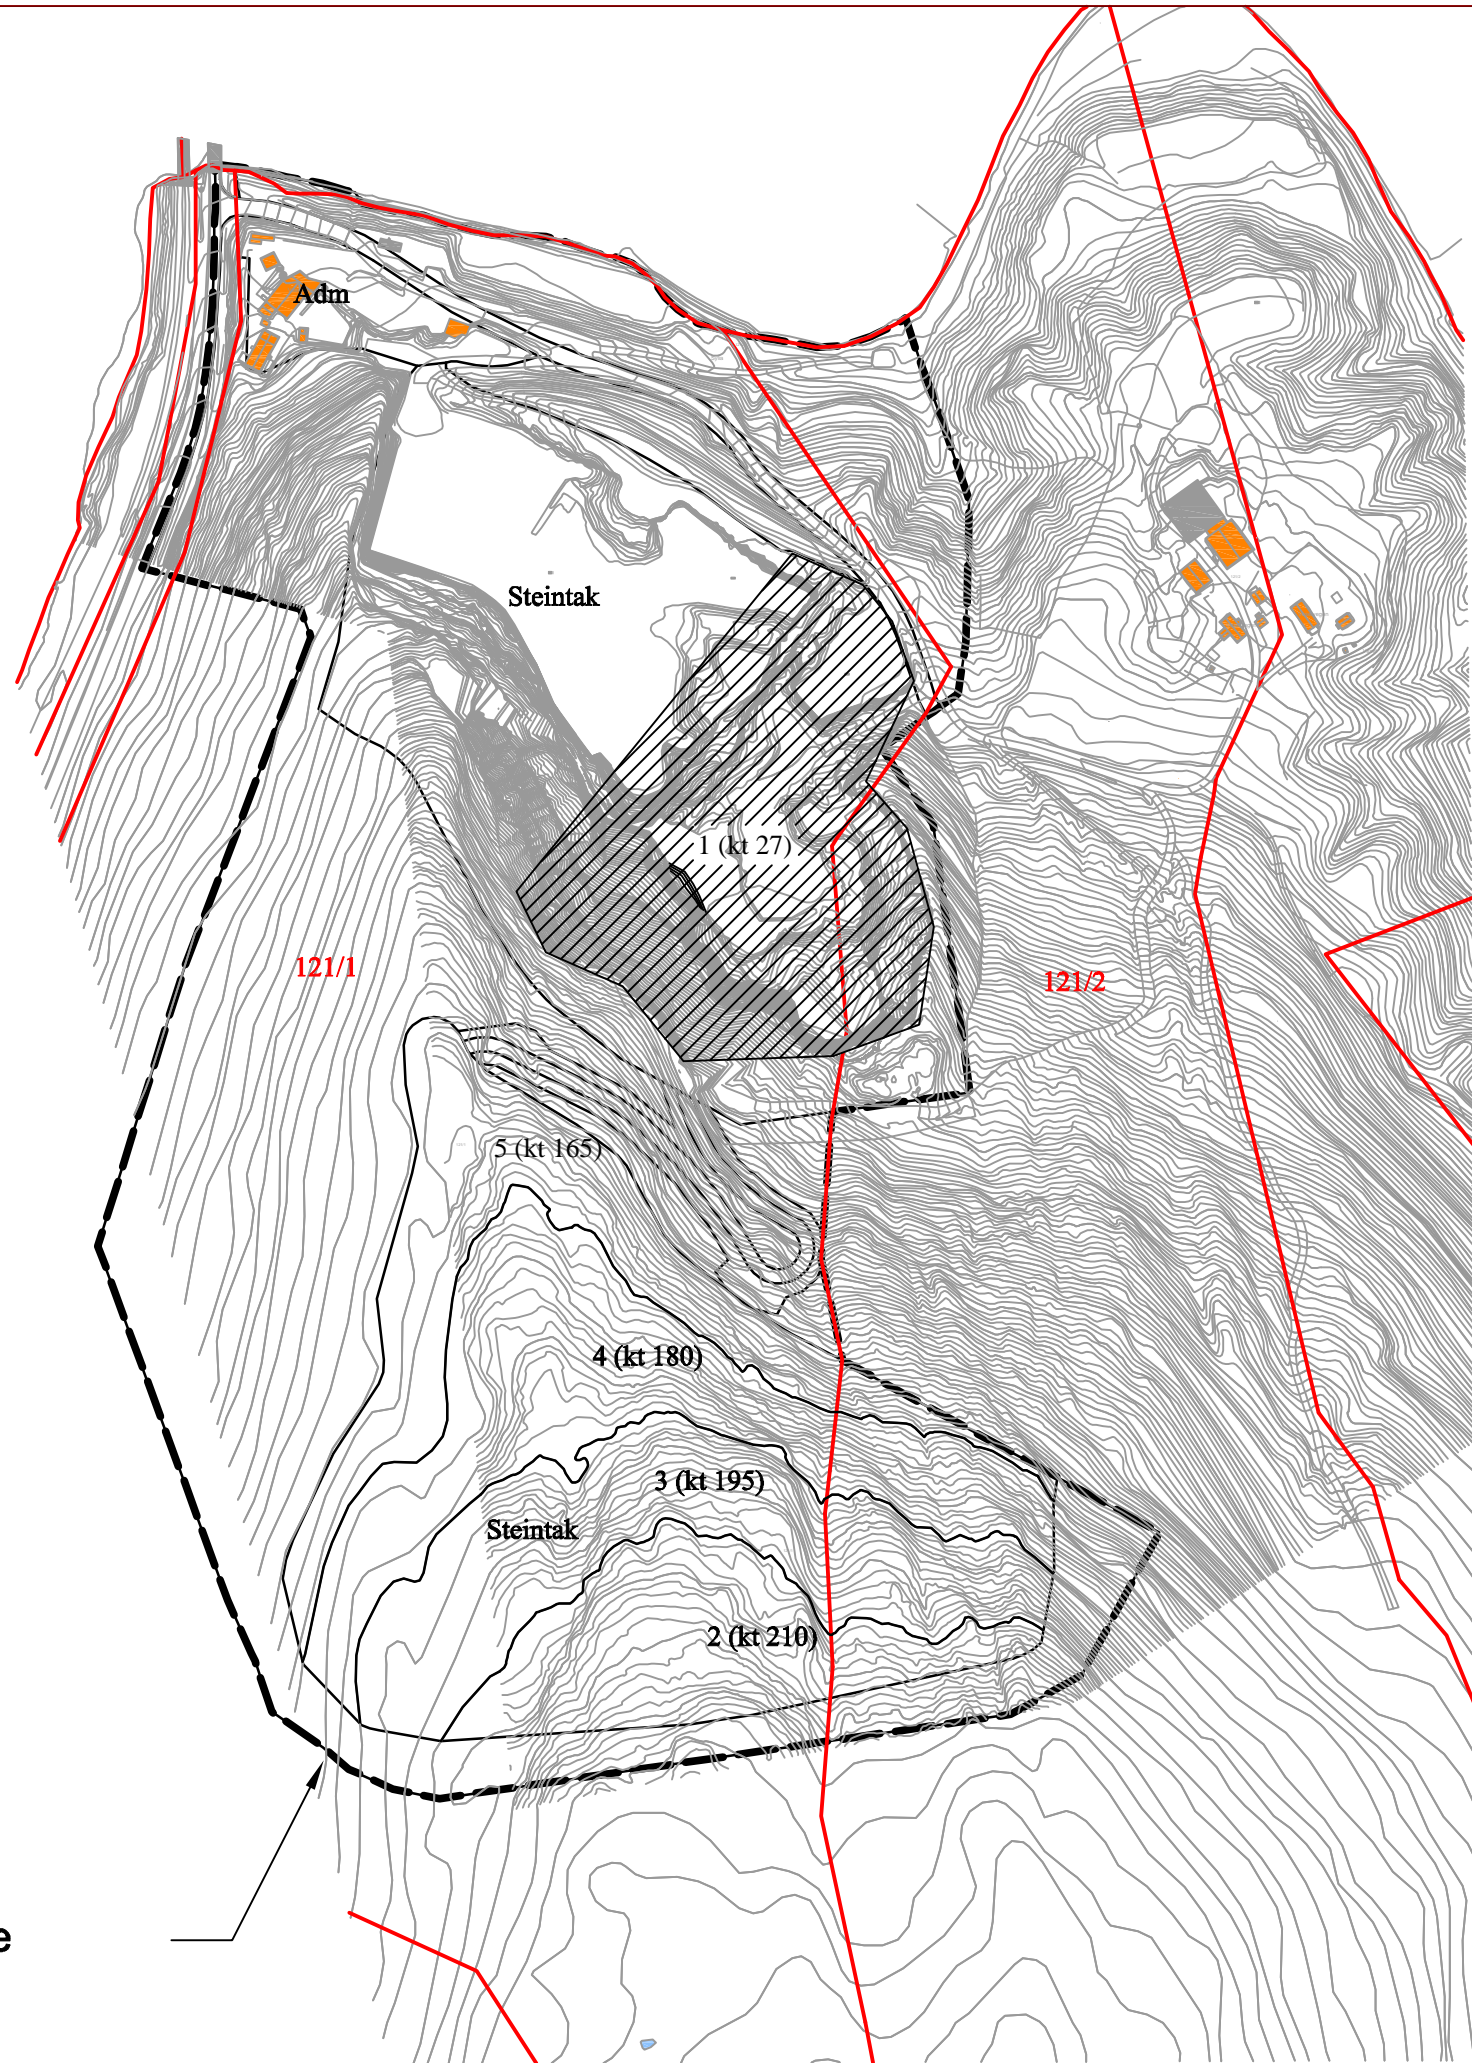 Adm
Steintak
1 (kt 27)
121/1
121/2
5 (kt 165)
4 (kt 180)
3 (kt 195)
Steintak
2 (kt 210)
e